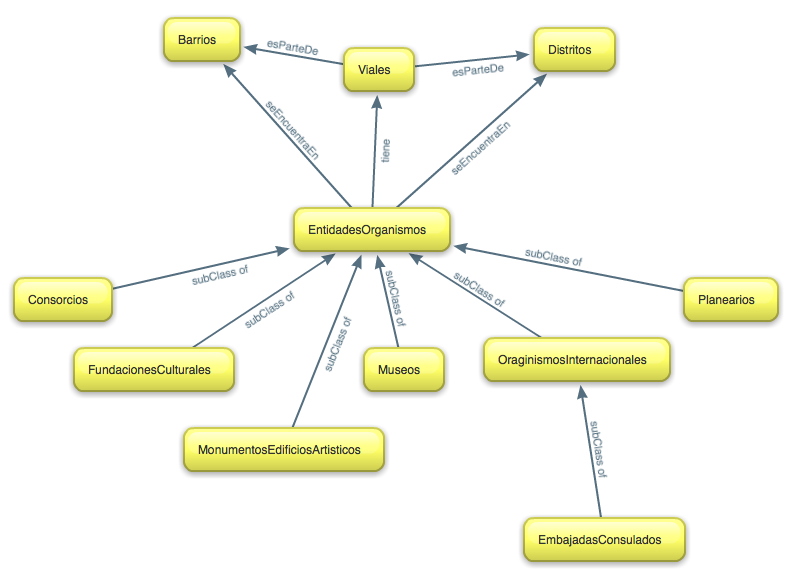 Barrios
esParteDe
Viales
esParteDe
Distritos
seEncuentraEn
tiene
seEncuentraEn
EntidadesOrganismos
subClass of
subClass of
subClass of
subClass of
subClass of
subClass of
Consorcios
Planearios
FundacionesCulturales
Museos
OraginismosInternacionales
MonumentosEdificiosArtisticos
subClass of
EmbajadasConsulados